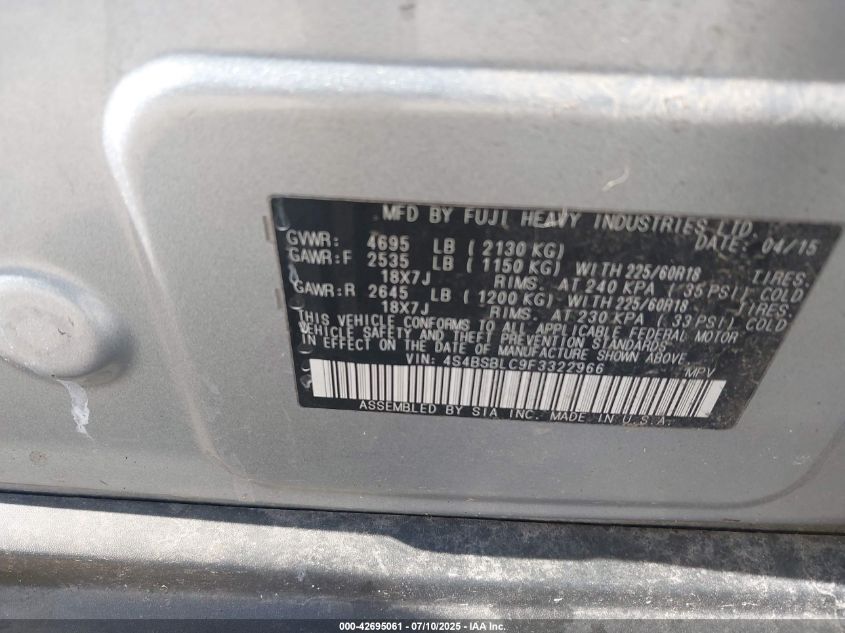 MFD BY FUJI HEAVY INDUSTRIES LTD.
DATE: 04/15
GVWR: 4695 LB (2130 KG)
GAWR:F 2535 LB (1150 KG) WITH 225/60R18 TIRES.
18X7J RIMS. AT 240 KPA (35 PSI) COLD
GAWR:R 2645 LB (1200 KG) WITH 225/60R18 TIRES.
18X7J RIMS. AT 230 KPA (33 PSI) COLD
THIS VEHICLE CONFORMS TO ALL APPLICABLE FEDERAL MOTOR
VEHICLE SAFETY AND THEFT PREVENTION STANDARDS
IN EFFECT ON THE DATE OF MANUFACTURE SHOWN ABOVE.
VIN: 4S4BSBLC9F3322966 MPV
ASSEMBLED BY SIA INC. MADE IN U.S.A.
000-42695061 - 07/10/2025 - IAA Inc.